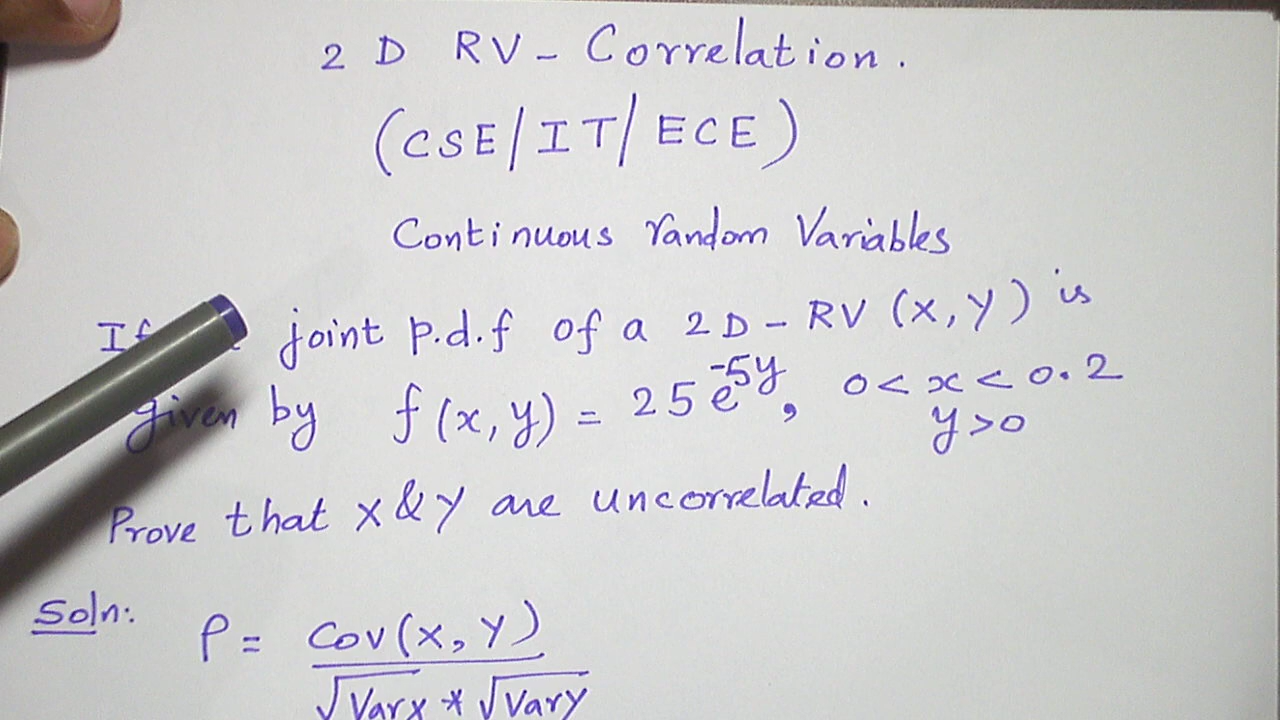 2 D RV - Correlation.
(CSE/IT/ECE)
Continuous random Variables
If joint p.d.f of a 2D - RV (X, Y) is
given by f(x, y) = 25 e^{-5y}, 0 < x < 0.2
y > 0
Prove that X & Y are uncorrelated.
Soln: ρ = Cov(X, Y)
√Var X * √Var Y